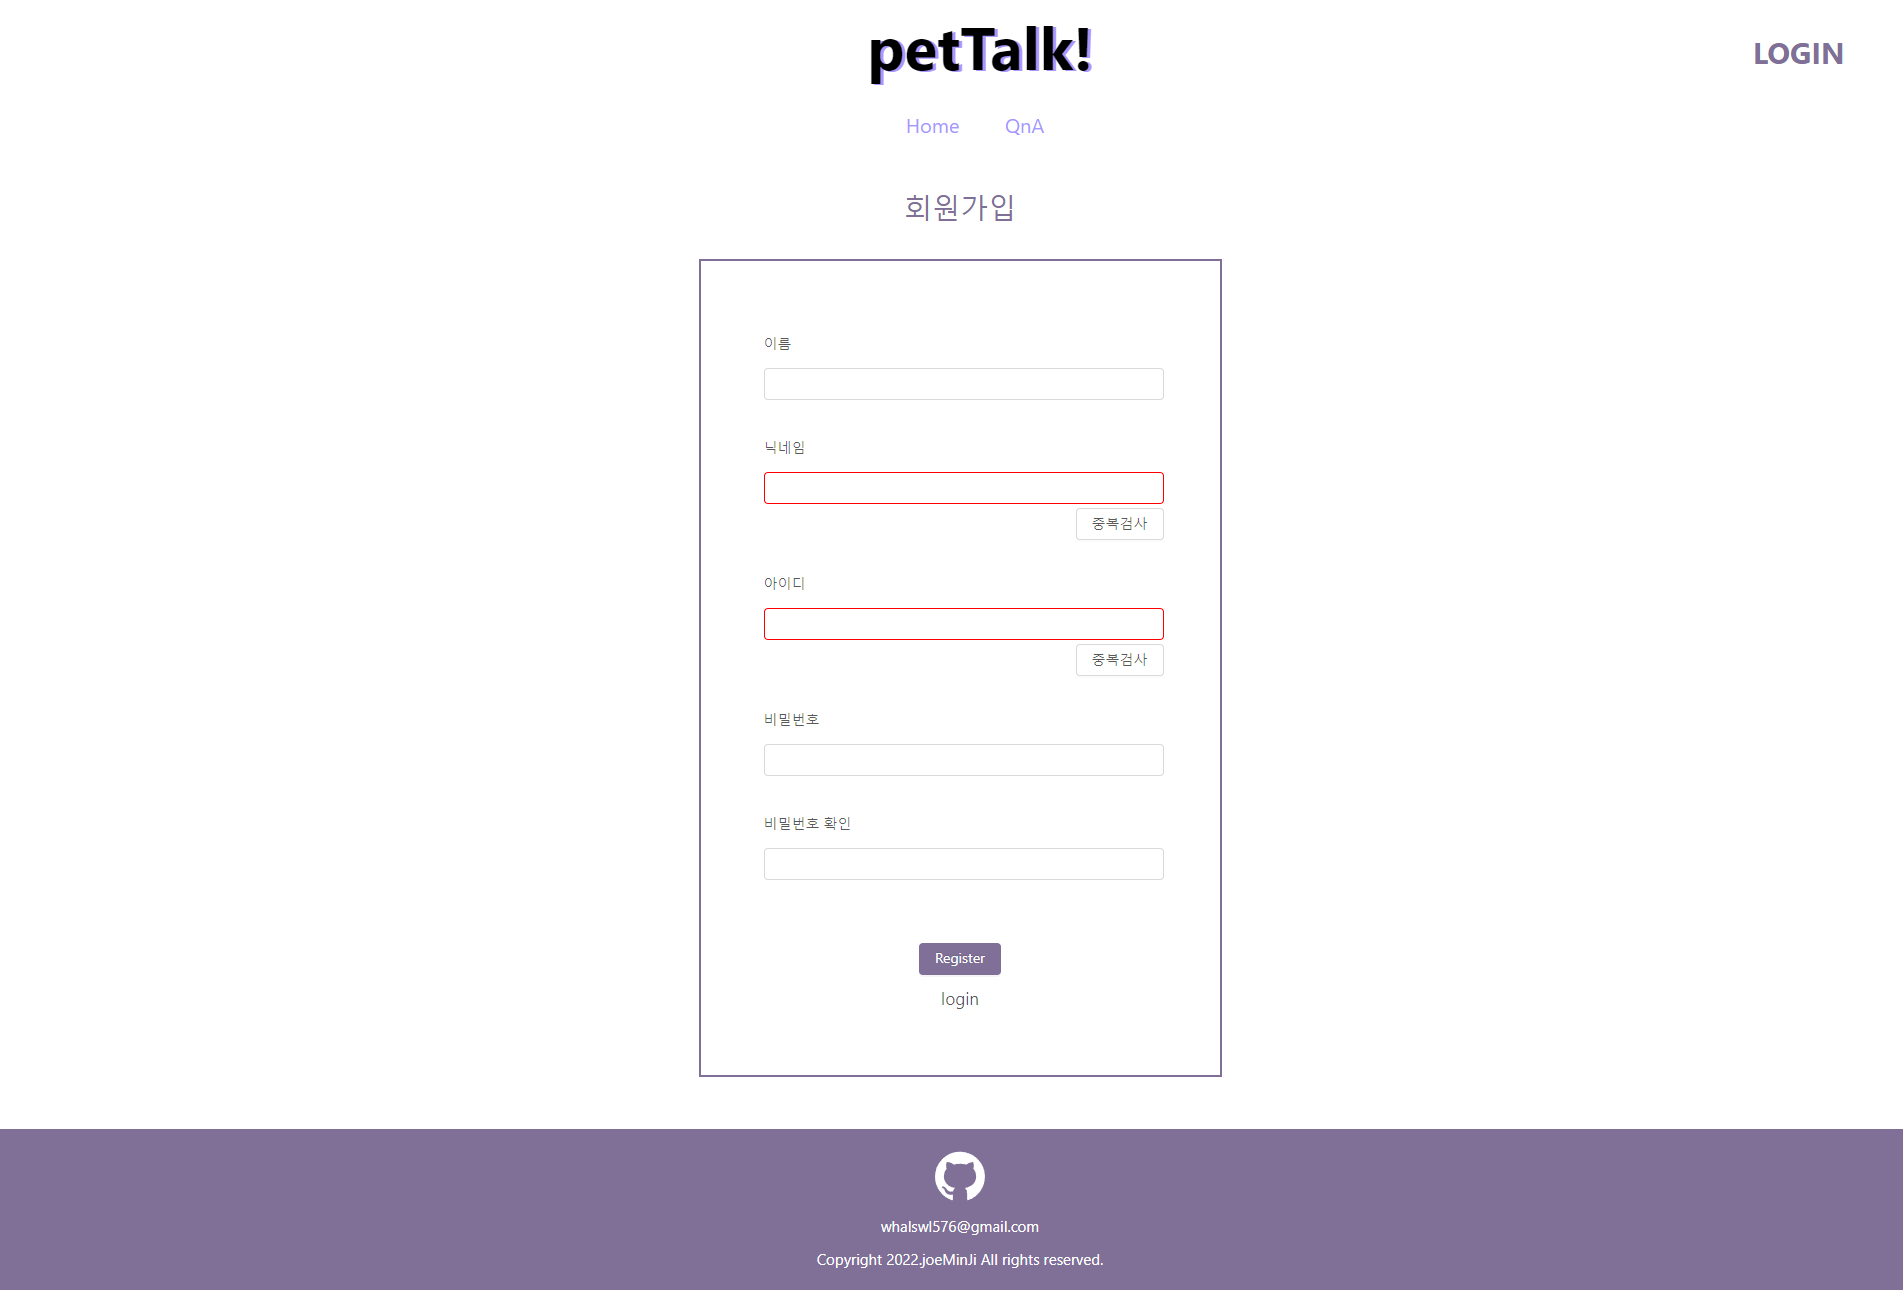 petTalk!
LOGIN
Home QnA
회원가입
이름
닉네임
중복검사
아이디
중복검사
비밀번호
비밀번호 확인
Register
login
whalswl576@gmail.com
Copyright 2022.joeMinJi All rights reserved.